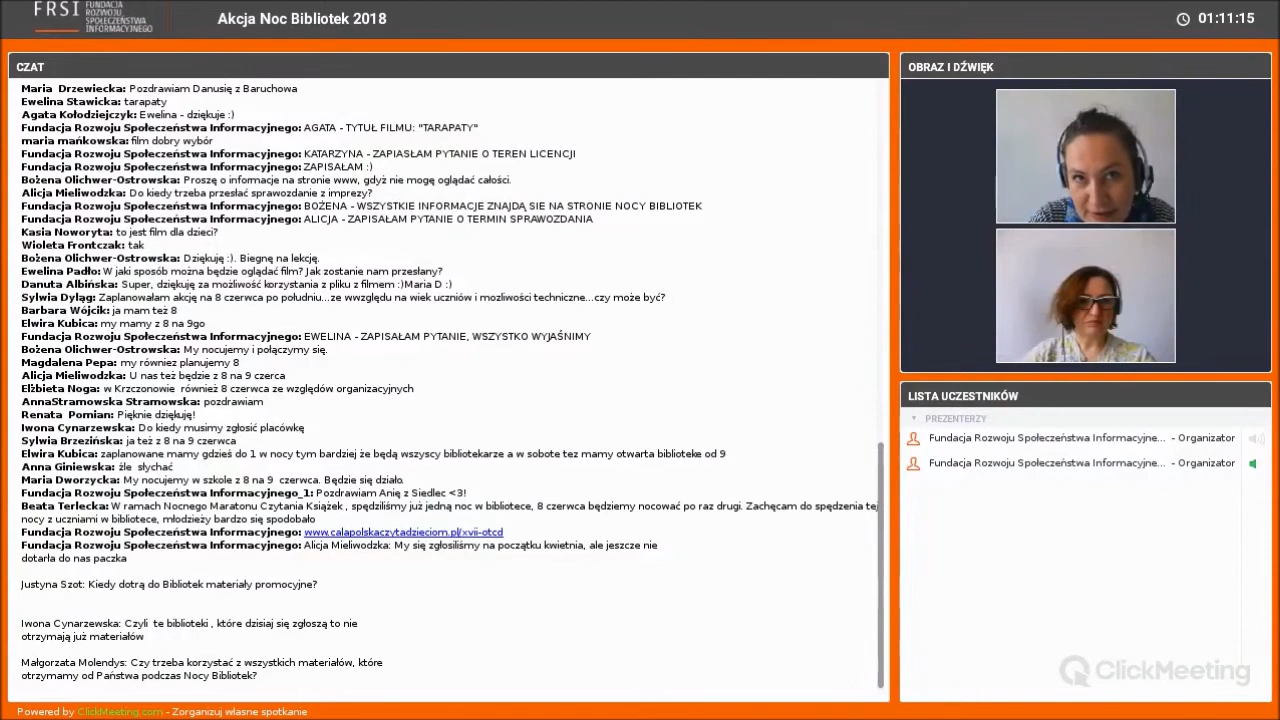 FRSI
FUNDACJA
ROZWOJU
SPOŁECZEŃSTWA
INFORMACYJNEGO
Akcja Noc Bibliotek 2018
01:11:15
CZAT
Maria Drzewiecka: Pozdrawiam Danusię z Baruchowa
Ewelina Stawicka: tarapaty
Agata Kołodziejczyk: Ewelina - dziękuje :)
Fundacja Rozwoju Społeczeństwa Informacyjnego: AGATA - TYTUŁ FILMU: "TARAPATY"
maria mańkowska: film dobry wybór
Fundacja Rozwoju Społeczeństwa Informacyjnego: KATARZYNA - ZAPIASŁAM PYTANIE O TEREN LICENCJI
Fundacja Rozwoju Społeczeństwa Informacyjnego: ZAPISAŁAM :)
Bożena Olichwer-Ostrowska: Proszę o informacje na stronie www, gdyż nie mogę oglądać całości.
Alicja Mieliwodzka: Do kiedy trzeba przesłać sprawozdanie z imprezy?
Fundacja Rozwoju Społeczeństwa Informacyjnego: BOŻENA - WSZYSTKIE INFORMACJE ZNAJDĄ SIE NA STRONIE NOCY BIBLIOTEK
Fundacja Rozwoju Społeczeństwa Informacyjnego: ALICJA - ZAPISAŁAM PYTANIE O TERMIN SPRAWOZDANIA
Kasia Noworyta: to jest film dla dzieci?
Wioleta Frontczak: tak
Bożena Olichwer-Ostrowska: Dziękuję :). Biegnę na lekcję.
Ewelina Padło: W jaki sposób można będzie oglądać film? Jak zostanie nam przesłany?
Danuta Albińska: Super, dziękuję za możliwość korzystania z pliku z filmem :)Maria D :)
Sylwia Dyląg: Zaplanowałam akcję na 8 czerwca po południu...ze wwzględu na wiek uczniów i mozliwości techniczne...czy może być?
Barbara Wójcik: ja mam też 8
Elwira Kubica: my mamy z 8 na 9go
Fundacja Rozwoju Społeczeństwa Informacyjnego: EWELINA - ZAPISAŁAM PYTANIE, WSZYSTKO WYJAŚNIMY
Bożena Olichwer-Ostrowska: My nocujemy i połączymy się.
Magdalena Pepa: my równiez planujemy 8
Alicja Mieliwodzka: U nas też będzie z 8 na 9 czerca
Elżbieta Noga: w Krzczonowie również 8 czerwca ze względów organizacyjnych
AnnaStramowska Stramowska: pozdrawiam
Renata Pomian: Pięknie dziękuję!
Iwona Cynarzewska: Do kiedy musimy zgłosić placówkę
Sylwia Brzezińska: ja też z 8 na 9 czerwca
Elwira Kubica: zaplanowane mamy gdzieś do 1 w nocy tym bardziej że będą wszyscy bibliotekarze a w sobote tez mamy otwarta biblioteke od 9
Anna Giniewska: źle słychać
Maria Dworzycka: My nocujemy w szkole z 8 na 9 czerwca. Będzie się działo.
Fundacja Rozwoju Społeczeństwa Informacyjnego_1: Pozdrawiam Anię z Siedlec <3!
Beata Terlecka: W ramach Nocnego Maratonu Czytania Książek , spędziliśmy już jedną noc w bibliotece, 8 czerwca będziemy nocować po raz drugi. Zachęcam do spędzenia tej
nocy z uczniami w bibliotece, młodzieży bardzo się spodobało
Fundacja Rozwoju Społeczeństwa Informacyjnego: www.calapolskaczytadzieciom.pl/xvii-otcd
Fundacja Rozwoju Społeczeństwa Informacyjnego: Alicja Mieliwodzka: My się zgłosiliśmy na początku kwietnia, ale jeszcze nie
dotarła do nas paczka
Justyna Szot: Kiedy dotrą do Bibliotek materiały promocyjne?
Iwona Cynarzewska: Czyli te biblioteki , które dzisiaj się zgłoszą to nie
otrzymają już materiałów
Małgorzata Molendys: Czy trzeba korzystać z wszystkich materiałów, które
otrzymamy od Państwa podczas Nocy Bibliotek?
OBRAZ I DŹWIĘK
LISTA UCZESTNIKÓW
PREZENTERZY
Fundacja Rozwoju Społeczeństwa Informacyjne... - Organizator
Fundacja Rozwoju Społeczeństwa Informacyjne... - Organizator
ClickMeeting
Powered by ClickMeeting.com - Zorganizuj własne spotkanie